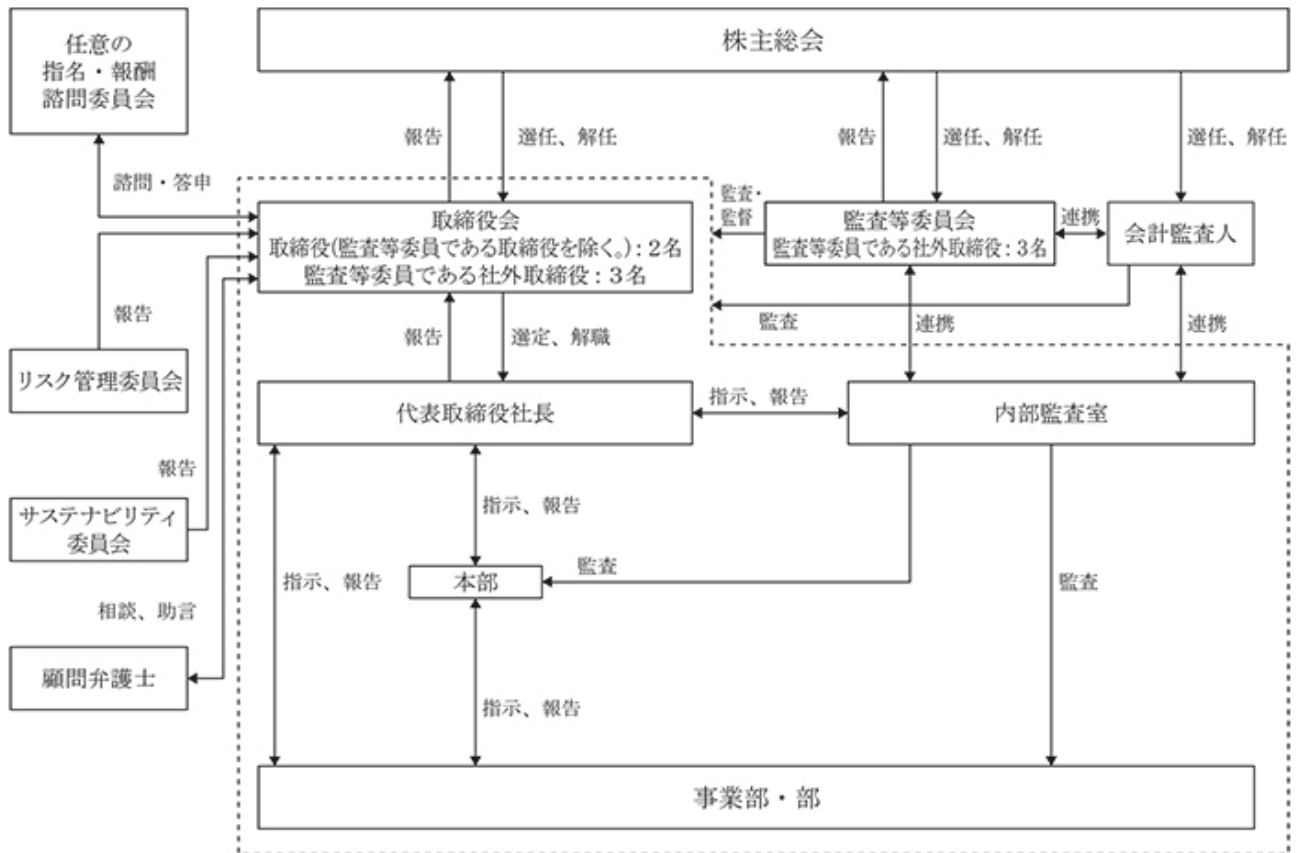 任意の
指名・報酬
諮問委員会
株主総会
報告
選任、解任
報告
選任、解任
選任、解任
諮問・答申
監査・
監督
取締役会
取締役(監査等委員である取締役を除く。)：2名
監査等委員である社外取締役：3名
監査等委員会
監査等委員である社外取締役：3名
連携
会計監査人
報告
監査
連携
連携
報告
選定、解職
リスク管理委員会
代表取締役社長
指示、報告
内部監査室
報告
サステナビリティ
委員会
指示、報告
本部
監査
指示、報告
監査
相談、助言
顧問弁護士
指示、報告
事業部・部